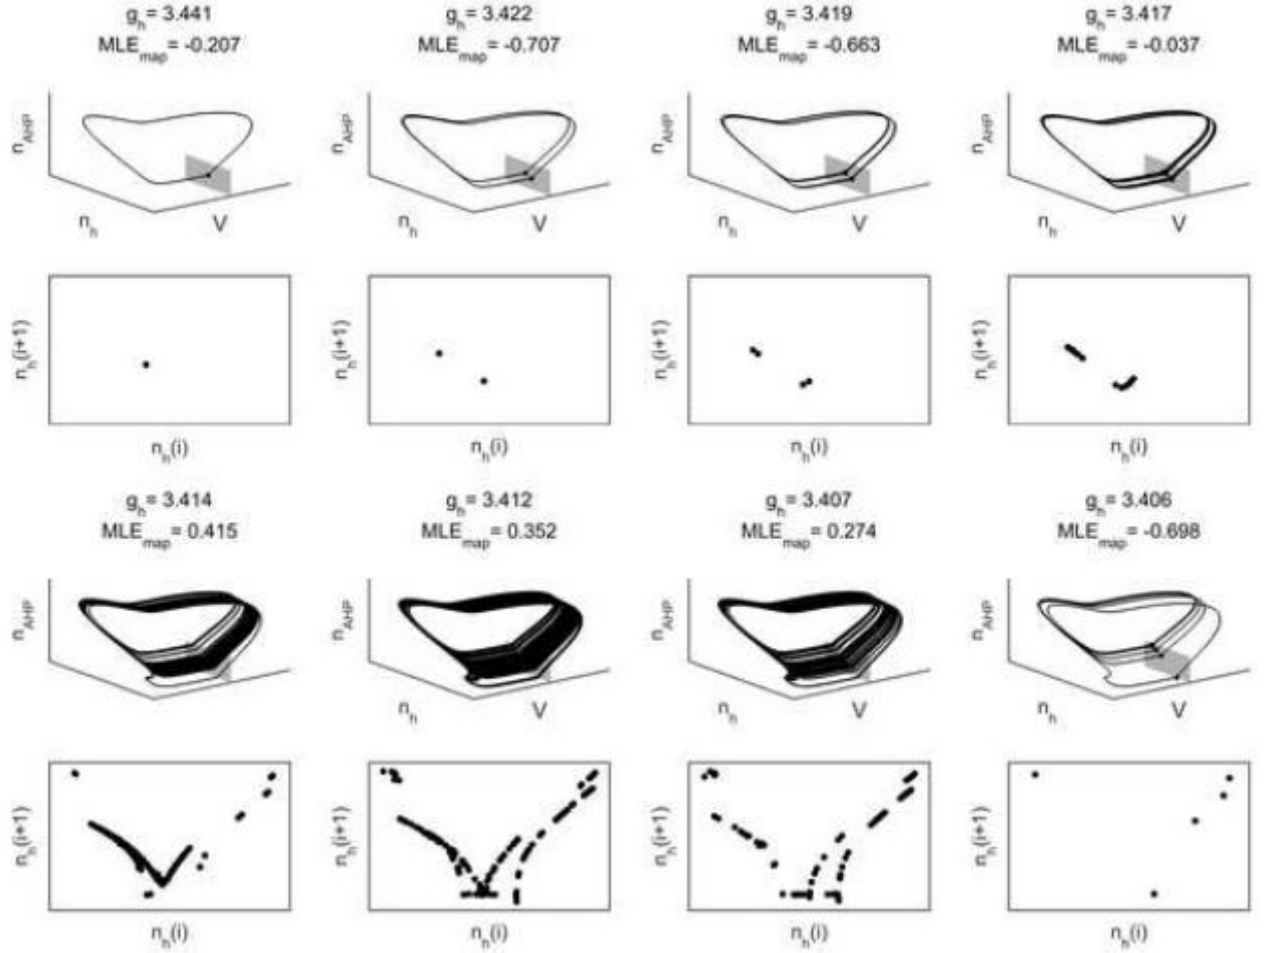 g_h= 3.441 g_h= 3.422 g_h= 3.419 g_h= 3.417
MLE_map= -0.207 MLE_map= -0.707 MLE_map= -0.663 MLE_map= -0.037
n_AHP n_AHP n_AHP n_AHP
n_h V n_h V n_h V n_h V
n_h(i+1) n_h(i+1) n_h(i+1) n_h(i+1)
n_h(i) n_h(i) n_h(i) n_h(i)
g_h= 3.414 g_h= 3.412 g_h= 3.407 g_h= 3.406
MLE_map= 0.415 MLE_map= 0.352 MLE_map= 0.274 MLE_map= -0.698
n_AHP n_AHP n_AHP n_AHP
n_h V n_h V n_h V
n_h(i+1) n_h(i+1) n_h(i+1) n_h(i+1)
n_h(i) n_h(i) n_h(i) n_h(i)